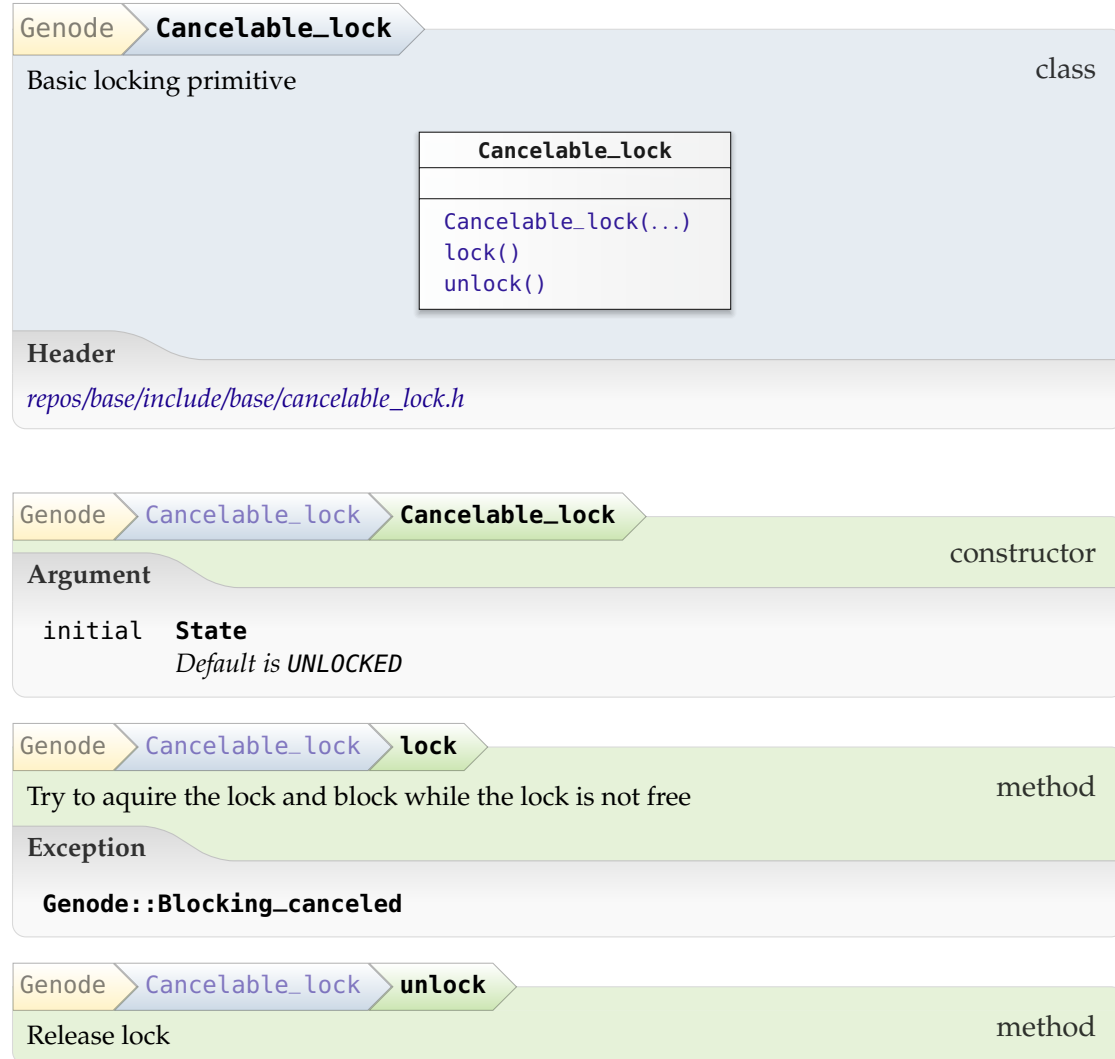 Genode Cancelable_lock
class
Basic locking primitive
Cancelable_lock
Cancelable_lock(...)
lock()
unlock()
Header
repos/base/include/base/cancelable_lock.h
Genode Cancelable_lock Cancelable_lock
constructor
Argument
initial State
Default is UNLOCKED
Genode Cancelable_lock lock
method
Try to aquire the lock and block while the lock is not free
Exception
Genode::Blocking_canceled
Genode Cancelable_lock unlock
method
Release lock